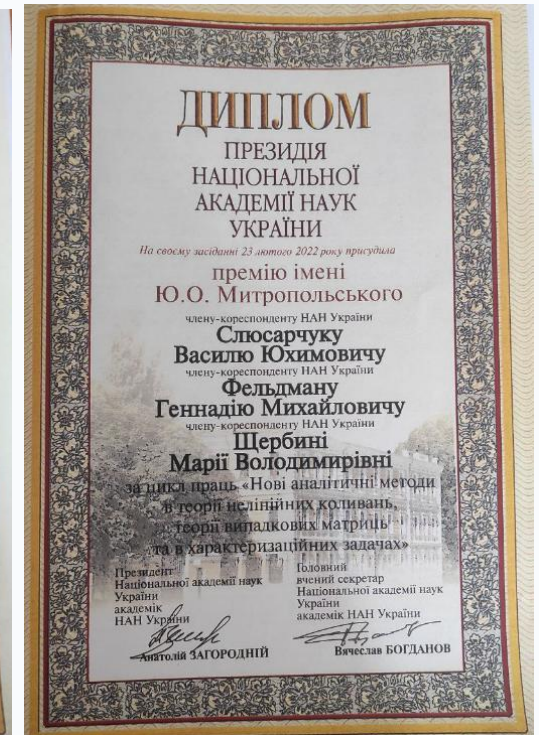 ДИПЛОМ
ПРЕЗИДІЯ
НАЦІОНАЛЬНОЇ
АКАДЕМІЇ НАУК
УКРАЇНИ
На своєму засіданні 23 лютого 2022 року присудила
премію імені
Ю.О. Митропольського
члену-кореспонденту НАН України
Слюсарчуку
Василю Юхимовичу
члену-кореспонденту НАН України
Фельдману
Геннадію Михайловичу
члену-кореспонденту НАН України
Щербині
Марії Володимирівні
за цикл праць «Нові аналітичні методи
в теорії нелінійних коливань,
теорії випадкових матриць
та в характеризаційних задачах»
Президент
Національної академії наук
України
академік
НАН України
Анатолій ЗАГОРОДНІЙ
Головний
вчений секретар
Національної академії наук
України
академік НАН України
Вячеслав БОГДАНОВ